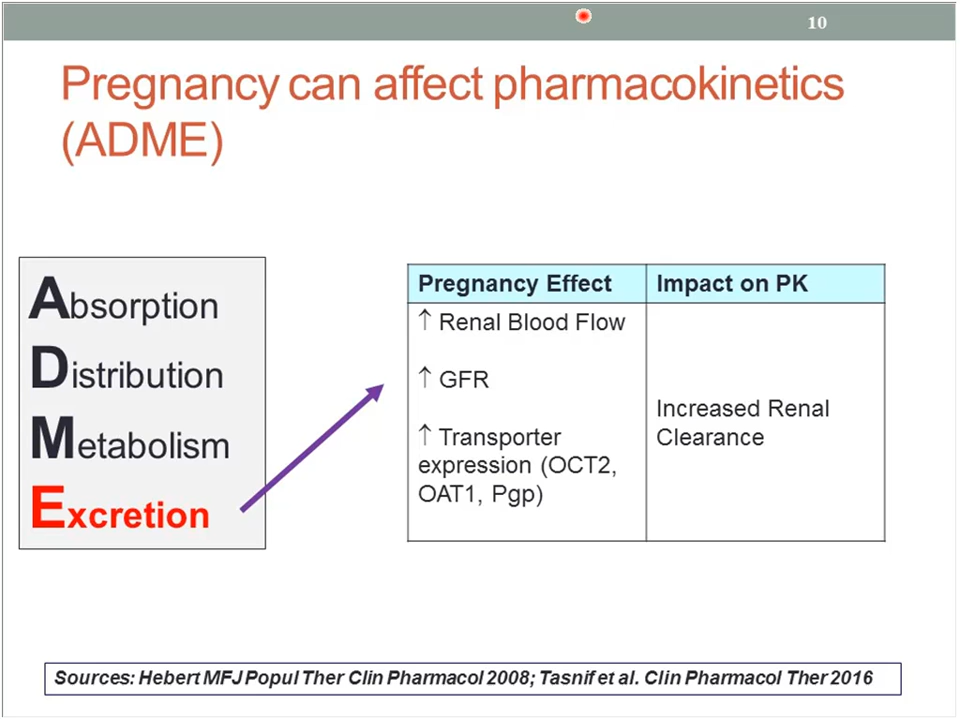 10
Pregnancy can affect pharmacokinetics
(ADME)
Absorption
Distribution
Metabolism
Excretion
Pregnancy Effect
Impact on PK
↑ Renal Blood Flow
↑ GFR
↑ Transporter
expression (OCT2,
OAT1, Pgp)
Increased Renal
Clearance
Sources: Hebert MFJ Popul Ther Clin Pharmacol 2008; Tasnif et al. Clin Pharmacol Ther 2016